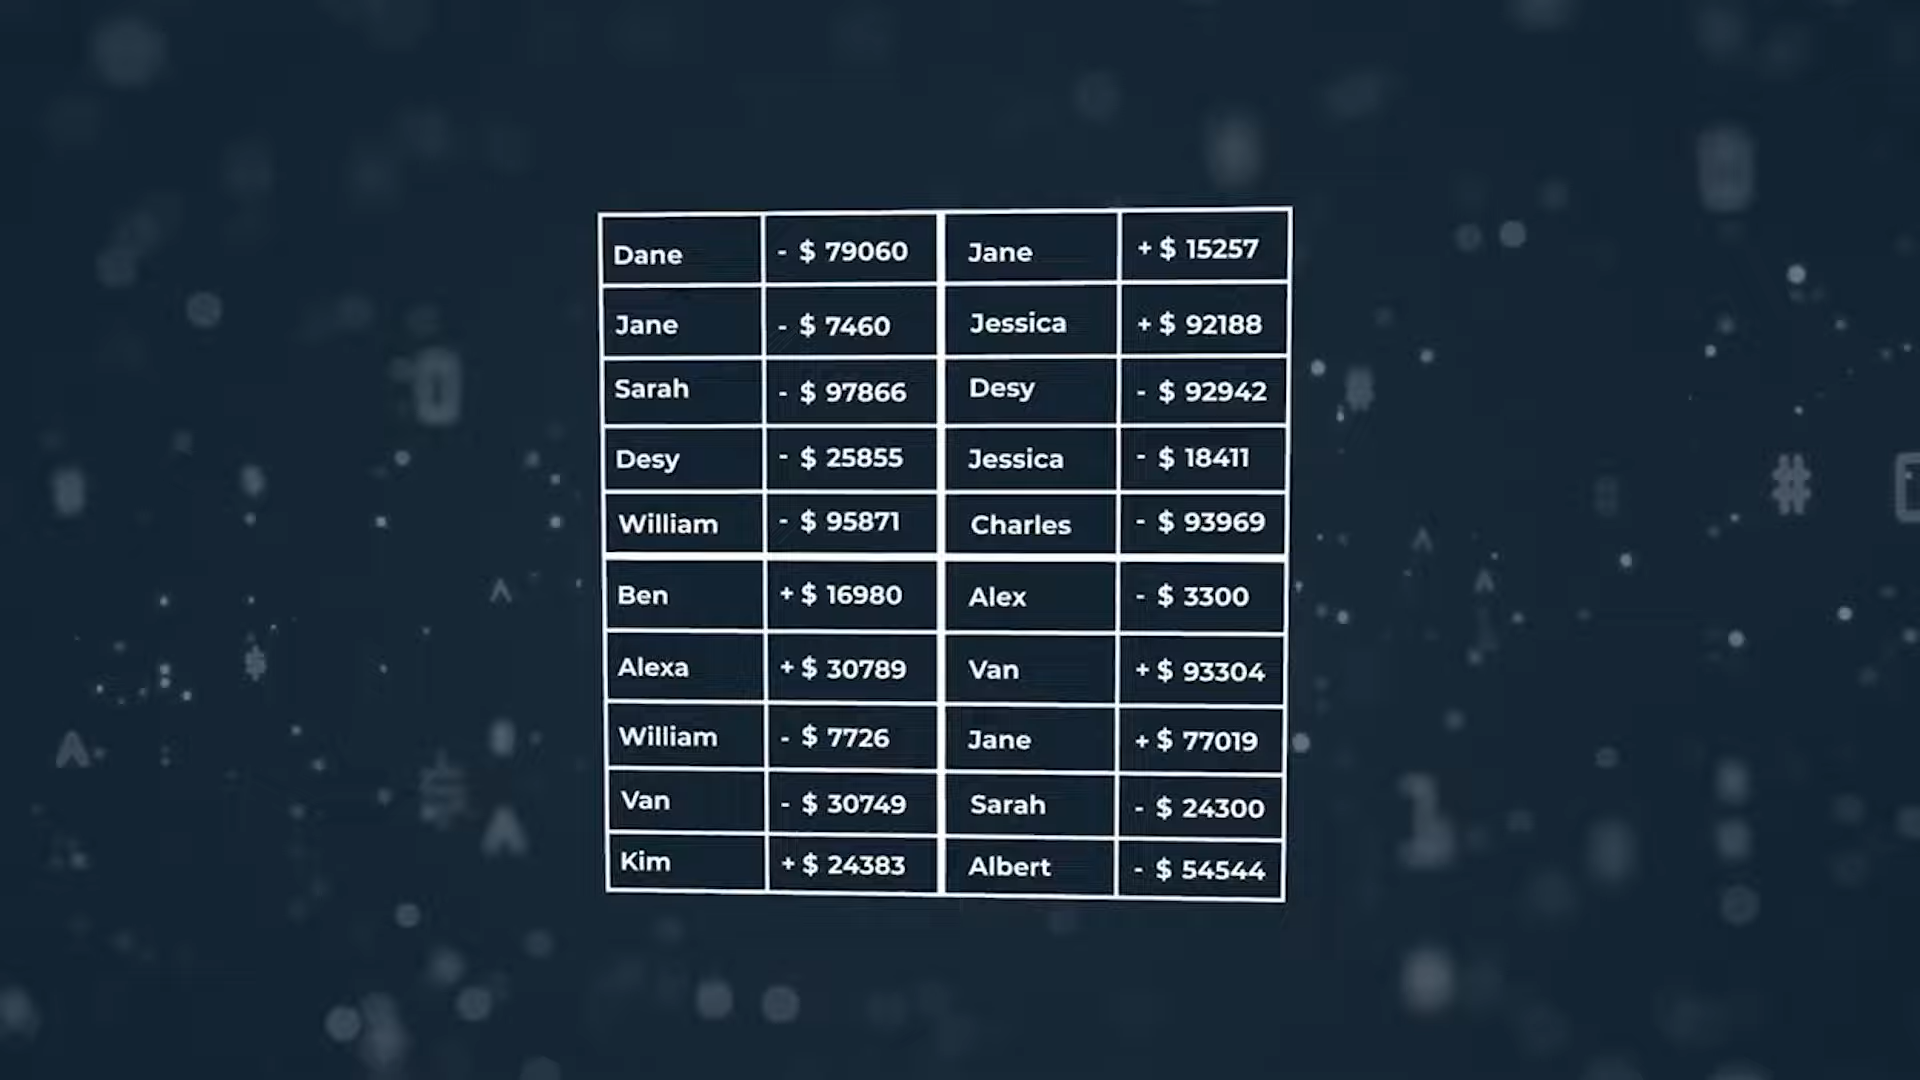 Dane - $ 79060 Jane + $ 15257
Jane - $ 7460 Jessica + $ 92188
Sarah - $ 97866 Desy - $ 92942
Desy - $ 25855 Jessica - $ 18411
William - $ 95871 Charles - $ 93969
Ben + $ 16980 Alex - $ 3300
Alexa + $ 30789 Van + $ 93304
William - $ 7726 Jane + $ 77019
Van - $ 30749 Sarah - $ 24300
Kim + $ 24383 Albert - $ 54544